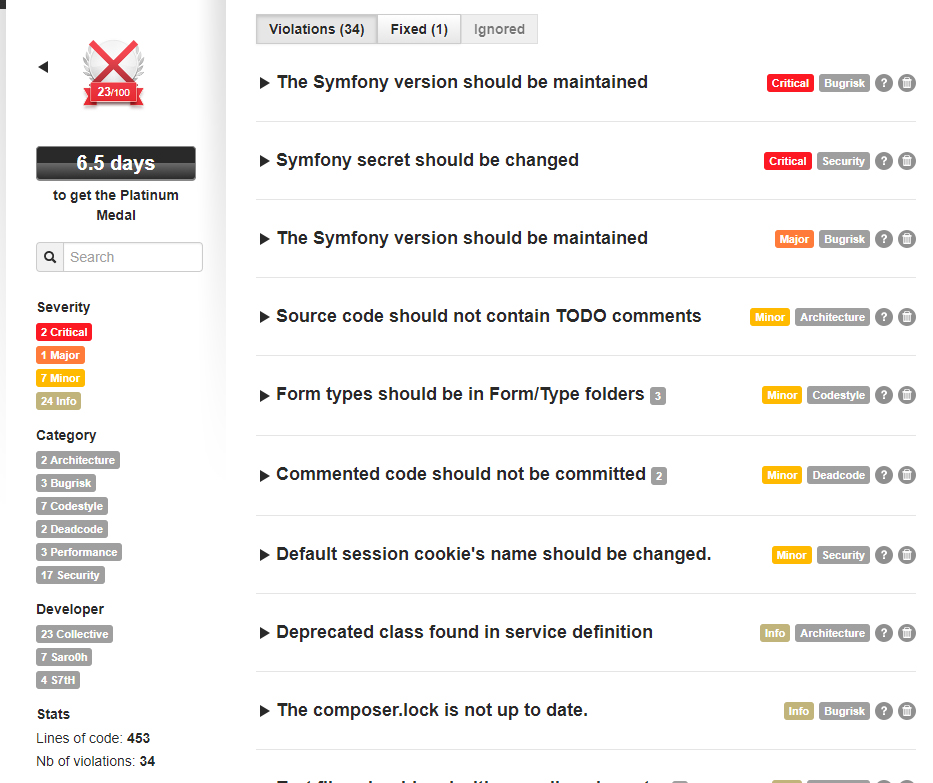 23/100
6.5 days
to get the Platinum
Medal
Search
Severity
2 Critical
1 Major
7 Minor
24 Info
Category
2 Architecture
3 Bugrisk
7 Codestyle
2 Deadcode
3 Performance
17 Security
Developer
23 Collective
7 Saro0h
4 S7tH
Stats
Lines of code: 453
Nb of violations: 34
Violations (34) Fixed (1) Ignored
The Symfony version should be maintained Critical Bugrisk ?
Symfony secret should be changed Critical Security ?
The Symfony version should be maintained Major Bugrisk ?
Source code should not contain TODO comments Minor Architecture ?
Form types should be in Form/Type folders 3 Minor Codestyle ?
Commented code should not be committed 2 Minor Deadcode ?
Default session cookie's name should be changed. Minor Security ?
Deprecated class found in service definition Info Architecture ?
The composer.lock is not up to date. Info Bugrisk ?